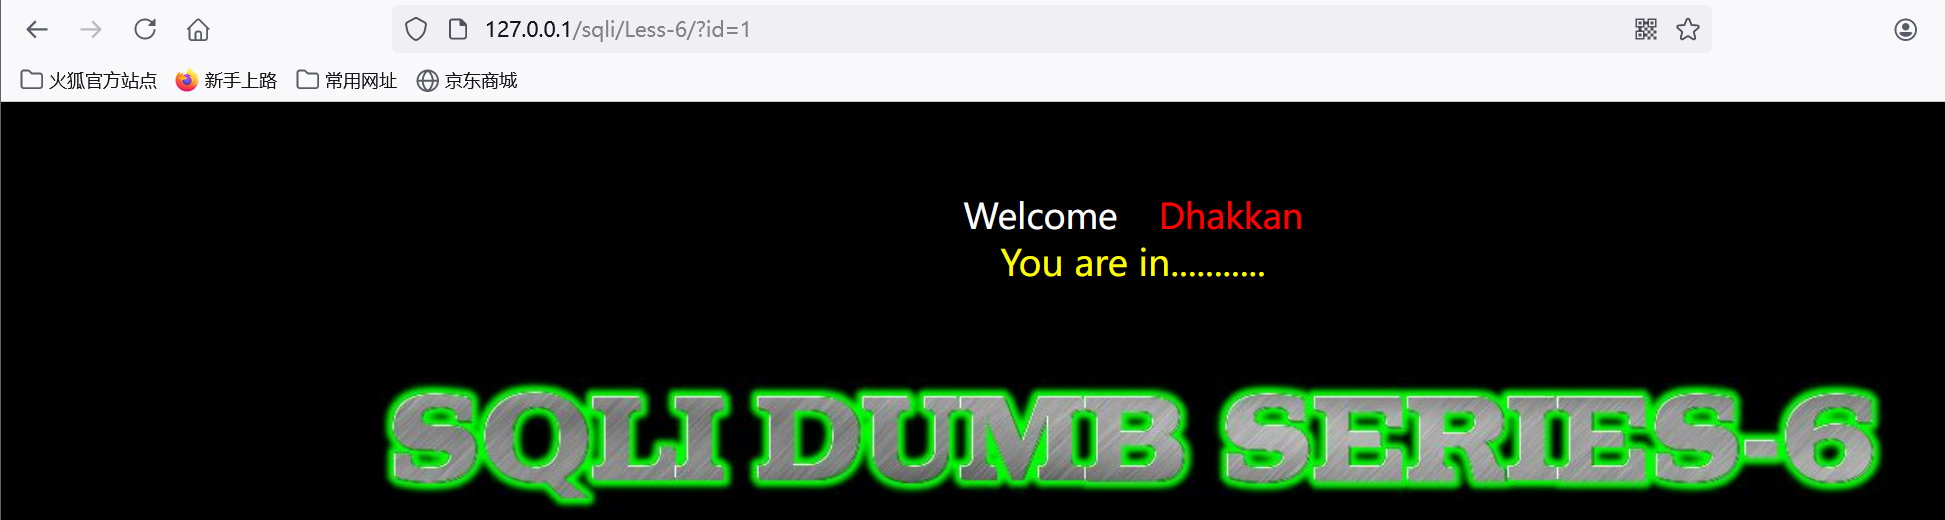 127.0.0.1/sqli/Less-6/?id=1
火狐官方站点 新手上路 常用网址 京东商城
Welcome Dhakkan
You are in...........
SQLI DUMB SERIES-6